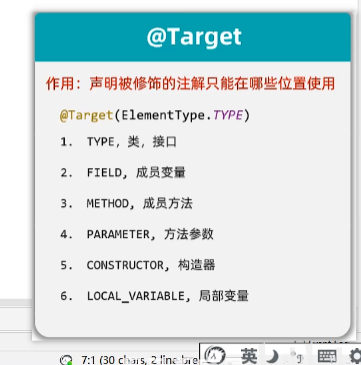 @Target
作用：声明被修饰的注解只能在哪些位置使用
@Target(ElementType.TYPE)
1. TYPE，类，接口
2. FIELD, 成员变量
3. METHOD, 成员方法
4. PARAMETER, 方法参数
5. CONSTRUCTOR, 构造器
6. LOCAL_VARIABLE, 局部变量
7:1 (30 chars, 2 line bre
英